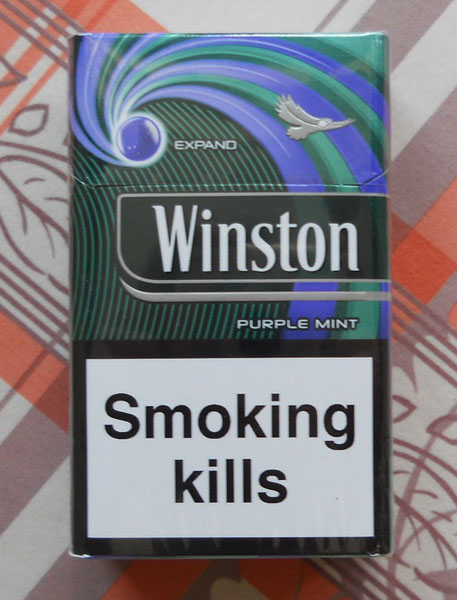 EXPAND
Winston
PURPLE MINT
Smoking
kills